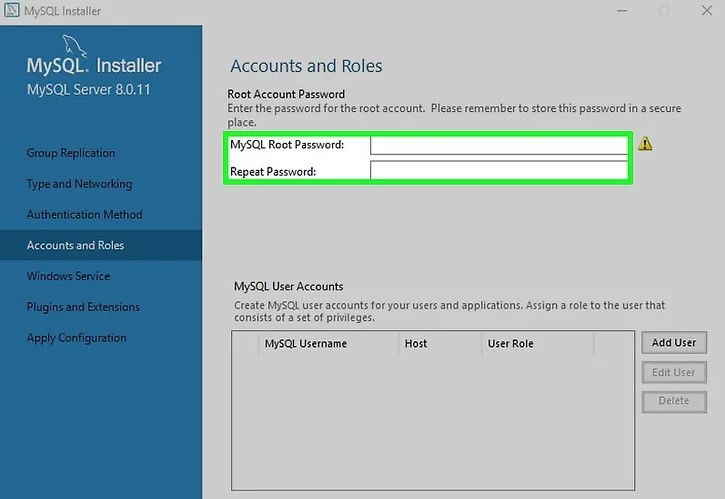 MySQL Installer
MySQL. Installer
MySQL Server 8.0.11
Group Replication
Type and Networking
Authentication Method
Accounts and Roles
Windows Service
Plugins and Extensions
Apply Configuration
Accounts and Roles
Root Account Password
Enter the password for the root account. Please remember to store this password in a secure
place.
MySQL Root Password:
Repeat Password:
MySQL User Accounts
Create MySQL user accounts for your users and applications. Assign a role to the user that
consists of a set of privileges.
MySQL Username Host User Role
Add User
Edit User
Delete